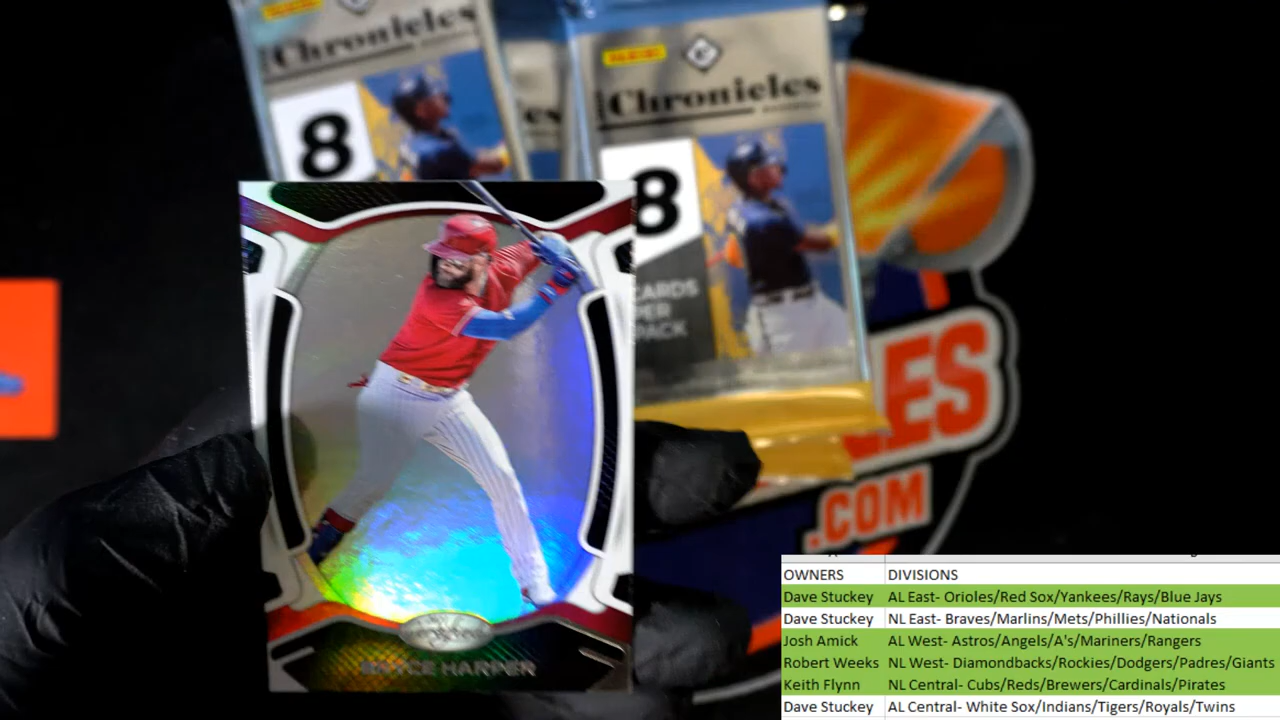 PANINI
Chronicles
8
PANINI
Chronicles
8
CARDS
PER
PACK
BRYCE HARPER
.COM
OWNERS DIVISIONS
Dave Stuckey AL East- Orioles/Red Sox/Yankees/Rays/Blue Jays
Dave Stuckey NL East- Braves/Marlins/Mets/Phillies/Nationals
Josh Amick AL West- Astros/Angels/A's/Mariners/Rangers
Robert Weeks NL West- Diamondbacks/Rockies/Dodgers/Padres/Giants
Keith Flynn NL Central- Cubs/Reds/Brewers/Cardinals/Pirates
Dave Stuckey AL Central- White Sox/Indians/Tigers/Royals/Twins